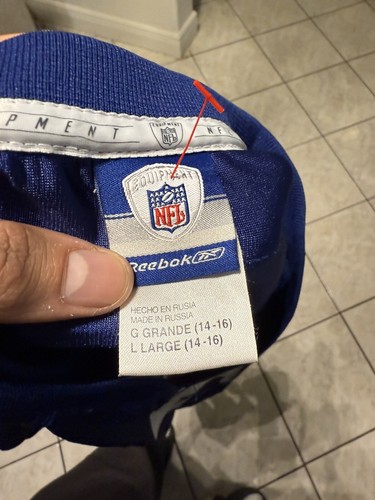 PMENT
NFL
EQUIPMENT
NFL
Reebok
HECHO EN RUSIA
MADE IN RUSSIA
G GRANDE (14-16)
L LARGE (14-16)